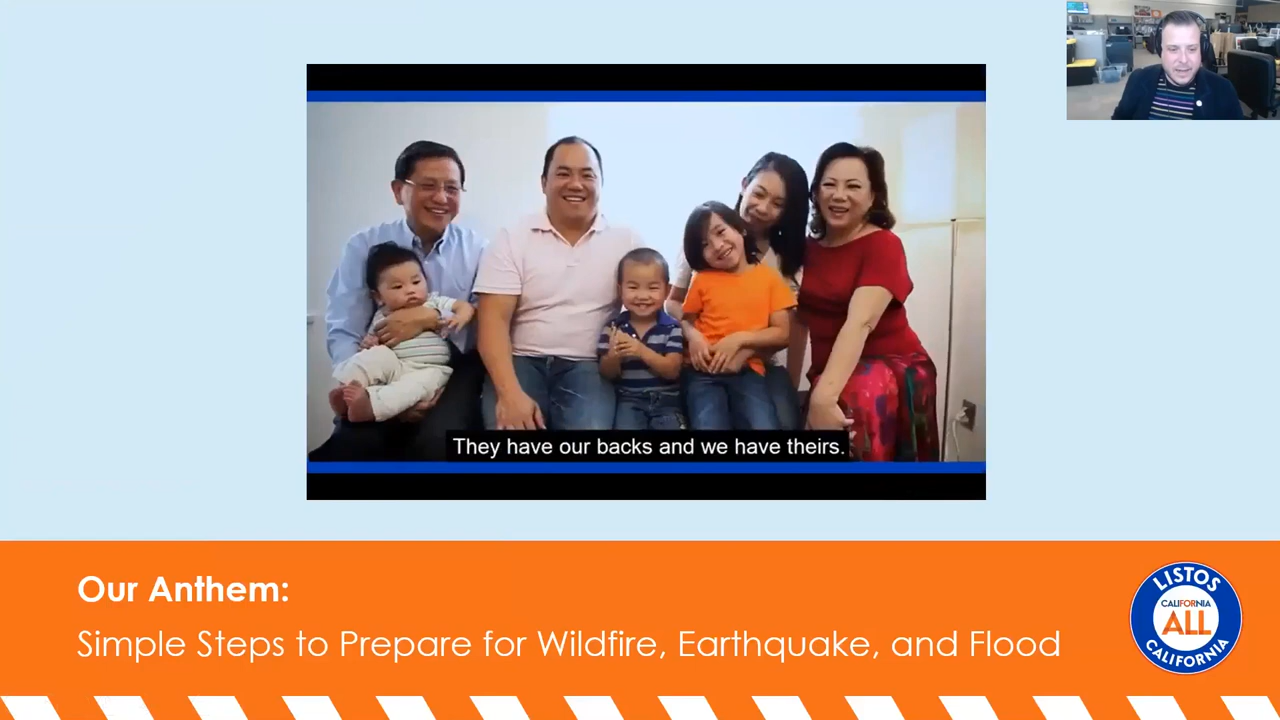 They have our backs and we have theirs.
Our Anthem:
Simple Steps to Prepare for Wildfire, Earthquake, and Flood
LISTOS
CALIFORNIA
ALL
CALIFORNIA